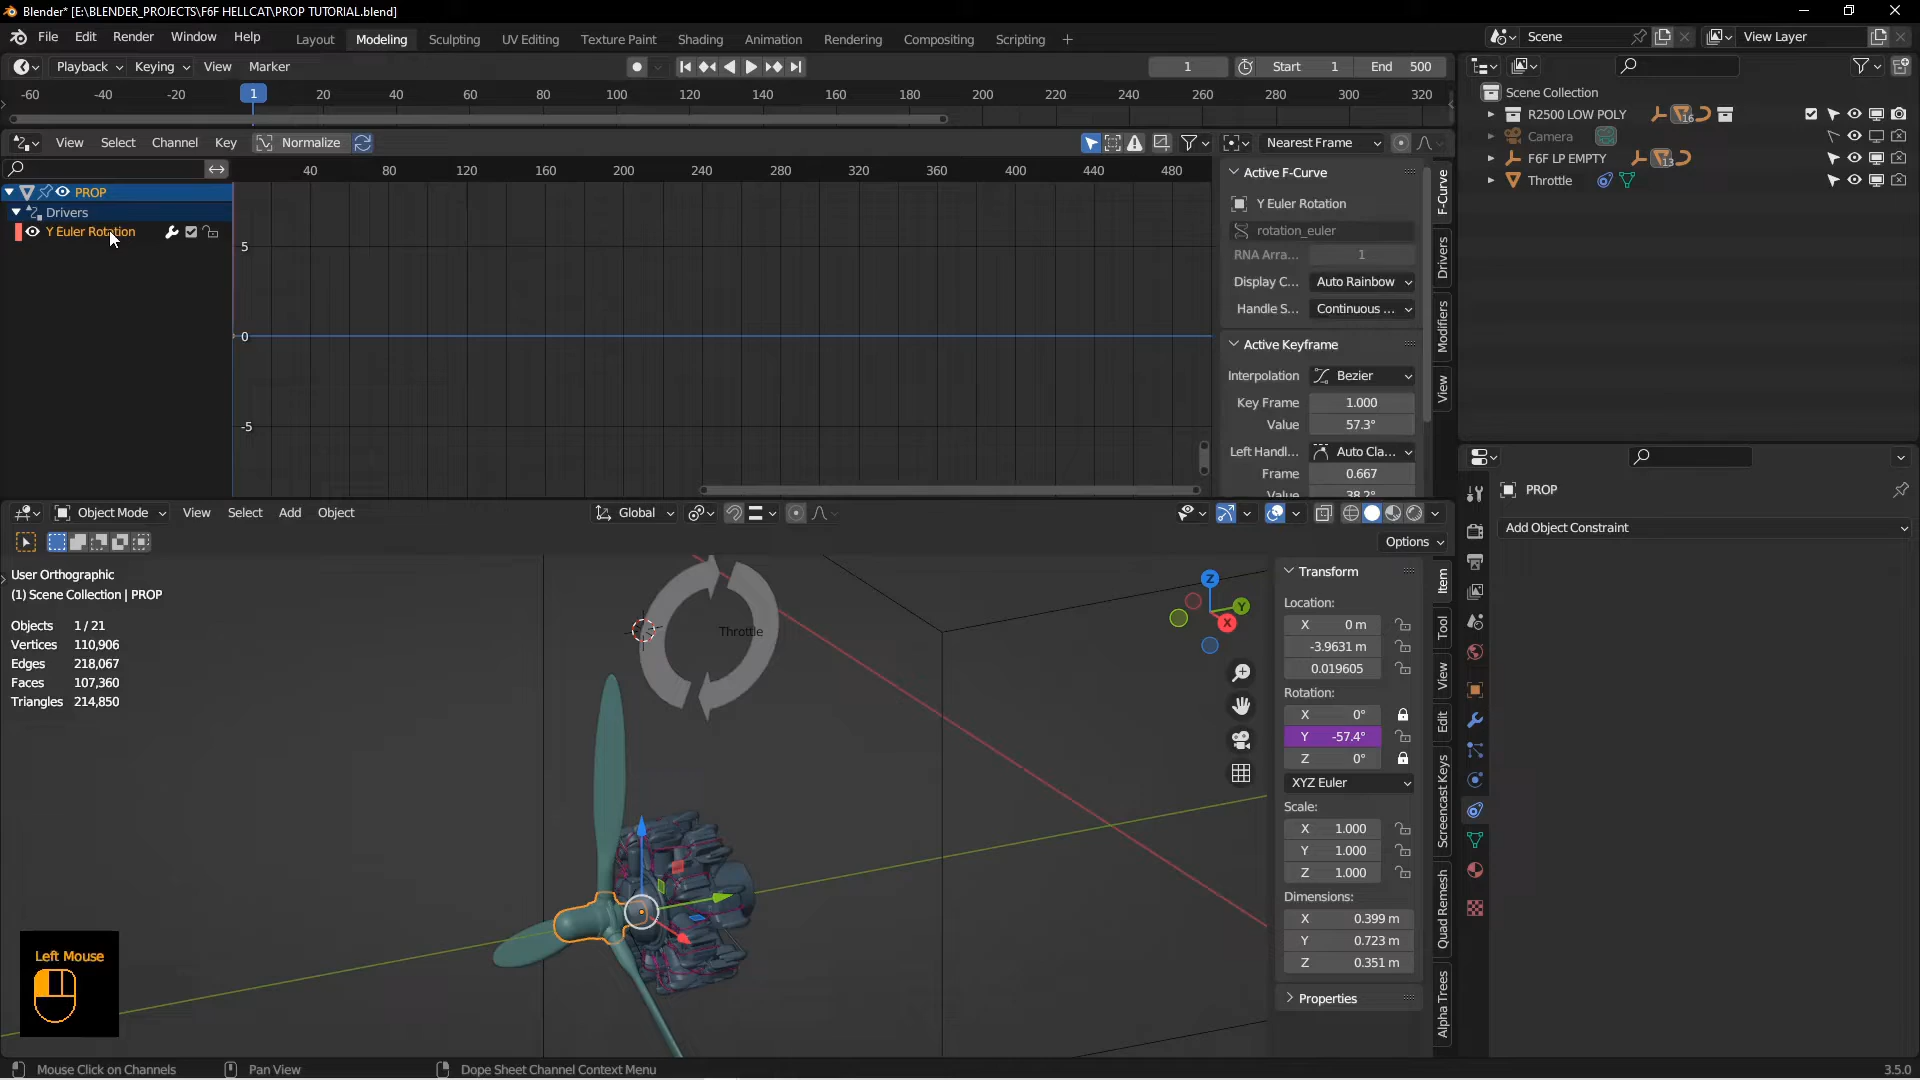 Blender* [E:\BLENDER_PROJECTS\F6F HELLCAT\PROP TUTORIAL.blend]
File Edit Render Window Help Layout Modeling Sculpting UV Editing Texture Paint Shading Animation Rendering Compositing Scripting + Scene View Layer
Playback Keying View Marker 1 Start 1 End 500
-60 -40 -20 1 20 40 60 80 100 120 140 160 180 200 220 240 260 280 300 320
Scene Collection
R2500 LOW POLY 16
Camera
F6F LP EMPTY 13
Throttle
View Select Channel Key Normalize Nearest Frame
40 80 120 160 200 240 280 320 360 400 440 480
PROP
Drivers
Y Euler Rotation
5
0
-5
Active F-Curve
Y Euler Rotation
rotation_euler
RNA Arra... 1
Display C... Auto Rainbow
Handle S... Continuous ...
Active Keyframe
Interpolation Bezier
Key Frame 1.000
Value 57.3°
Left Handl... Auto Cla...
Frame 0.667
Value 38.2°
F-Curve
Drivers
Modifiers
View
PROP
Add Object Constraint
Object Mode View Select Add Object Global
Options
User Orthographic
(1) Scene Collection | PROP
Objects 1 / 21
Vertices 110,906
Edges 218,067
Faces 107,360
Triangles 214,850
Throttle
Z
Y
X
Transform
Location:
X 0 m
-3.9631 m
0.019605
Rotation:
X 0°
Y -57.4°
Z 0°
XYZ Euler
Scale:
X 1.000
Y 1.000
Z 1.000
Dimensions:
X 0.399 m
Y 0.723 m
Z 0.351 m
Properties
Item
Tool
View
Edit
Screencast Keys
Quad Remesh
Alpha Trees
Left Mouse
Mouse Click on Channels Pan View Dope Sheet Channel Context Menu 3.5.0